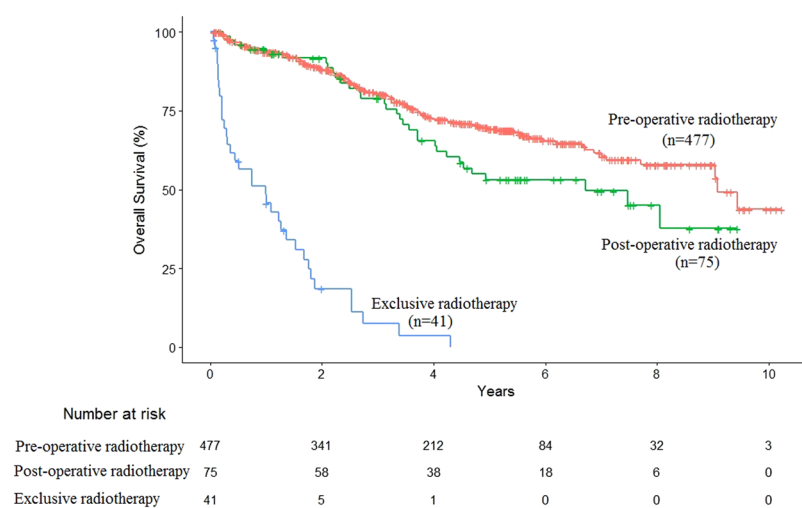 100
75
50
25
0
Overall Survival (%)
Pre-operative radiotherapy
(n=477)
Post-operative radiotherapy
(n=75)
Exclusive radiotherapy
(n=41)
0 2 4 6 8 10
Years
Number at risk
Pre-operative radiotherapy 477 341 212 84 32 3
Post-operative radiotherapy 75 58 38 18 6 0
Exclusive radiotherapy 41 5 1 0 0 0